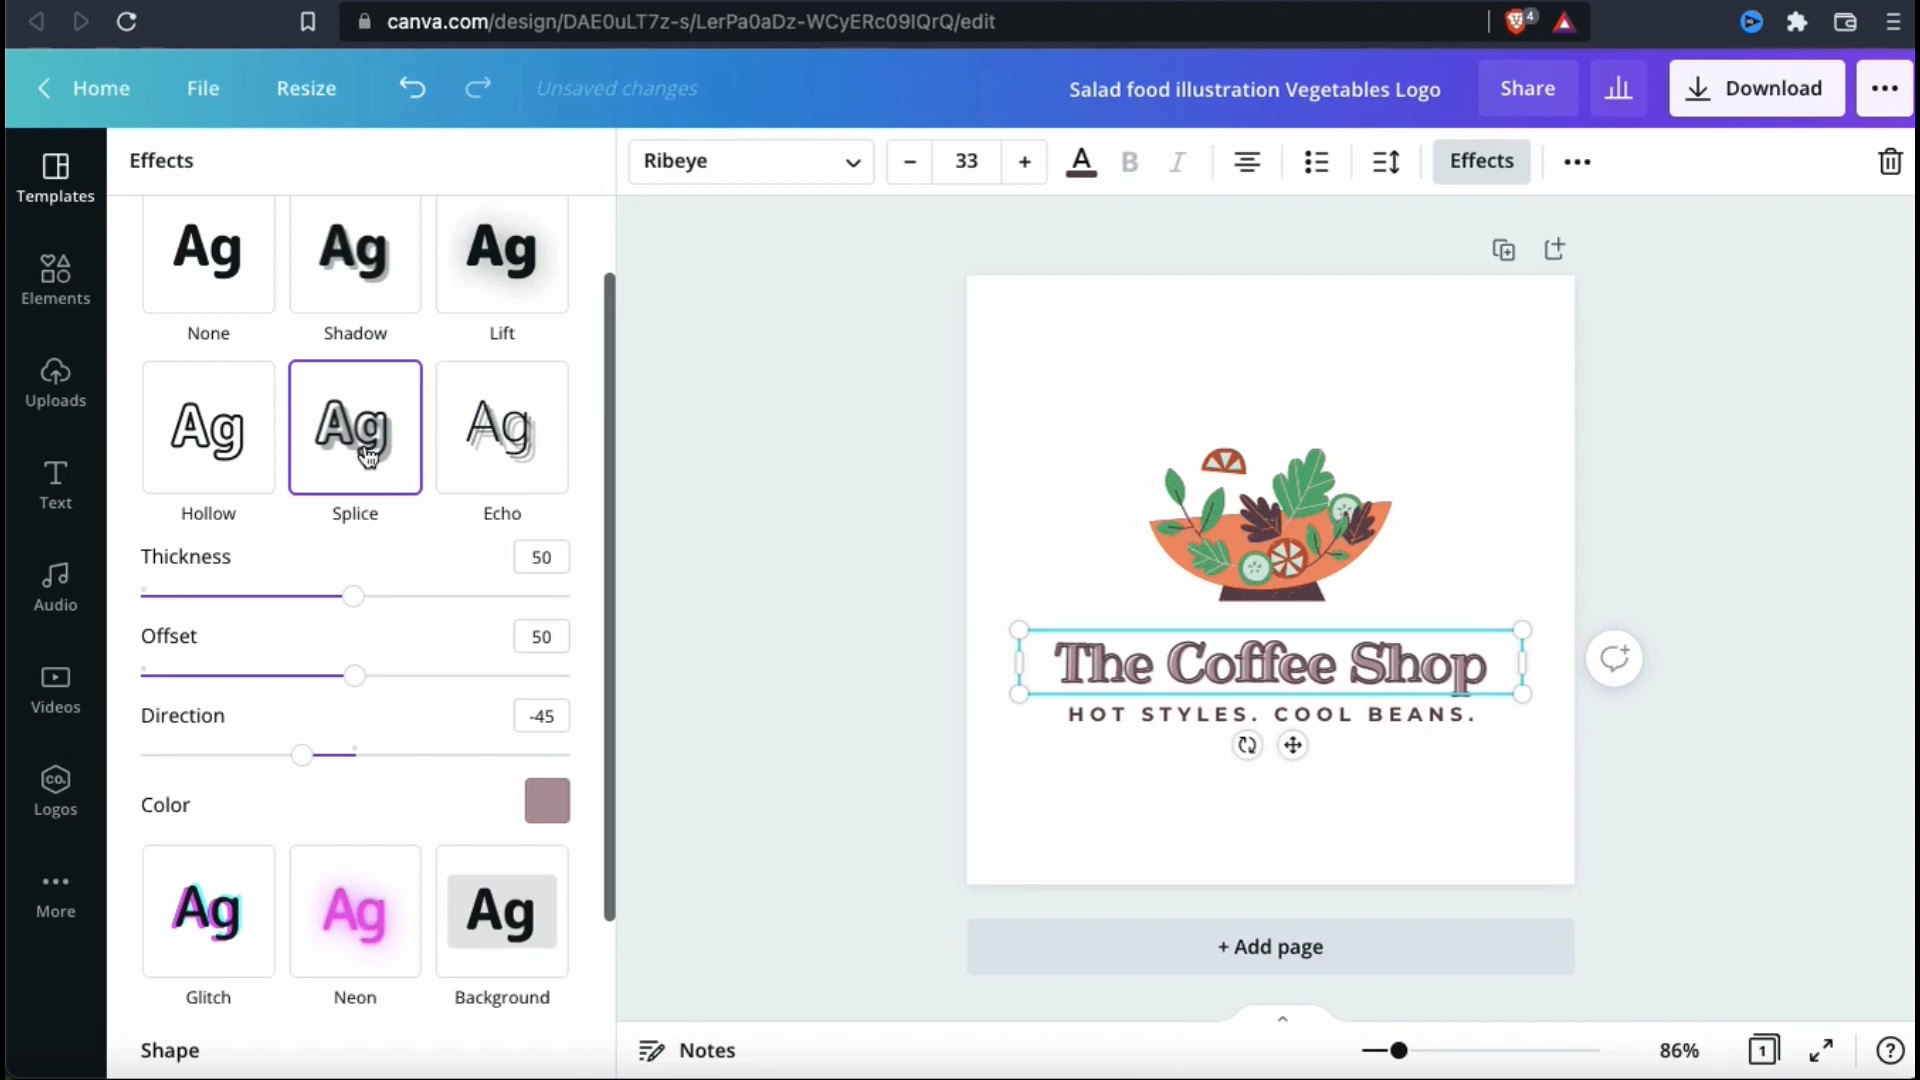 canva.com/design/DAE0uLT7z-s/LerPa0aDz-WCyERc09IQrQ/edit
4
Home
File
Resize
Unsaved changes
Salad food illustration Vegetables Logo
Share
Download
Templates
Elements
Uploads
Text
Audio
Videos
CO.
Logos
More
Effects
Ag
Ag
Ag
None
Shadow
Lift
Ag
Ag
Ag
Hollow
Splice
Echo
Thickness
50
Offset
50
Direction
-45
Color
Ag
Ag
Ag
Glitch
Neon
Background
Shape
Ribeye
33
A
B
I
Effects
The Coffee Shop
HOT STYLES. COOL BEANS.
+ Add page
Notes
86%
1
?